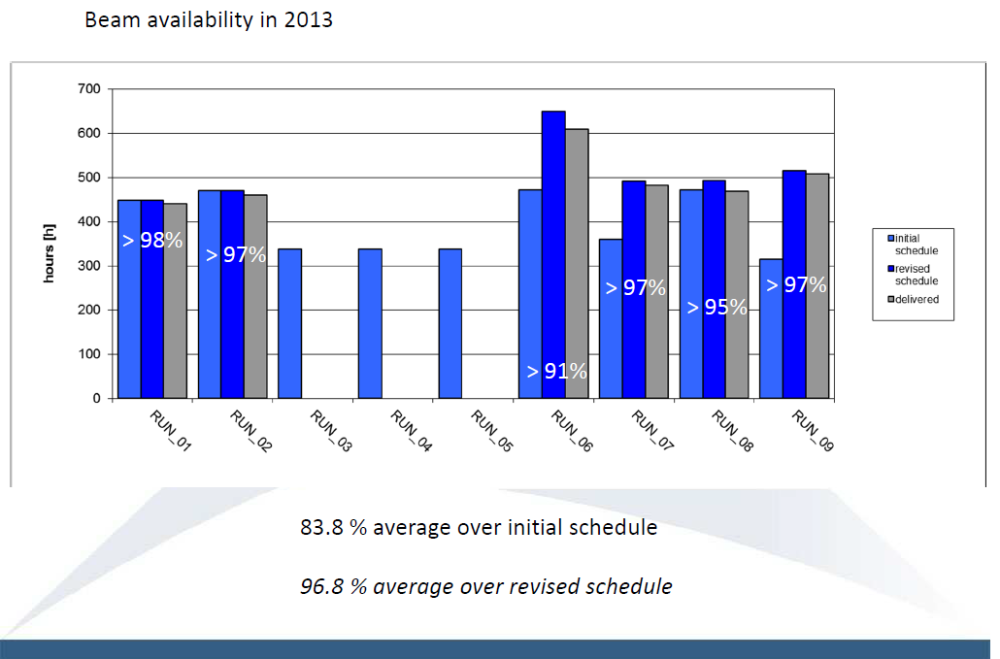 Beam availability in 2013
700
600
500
400
300
200
100
0
hours [h]
> 98%
> 97%
> 91%
> 97%
> 95%
> 97%
RUN_01
RUN_02
RUN_03
RUN_04
RUN_05
RUN_06
RUN_07
RUN_08
RUN_09
initial
schedule
revised
schedule
delivered
83.8 % average over initial schedule
96.8 % average over revised schedule